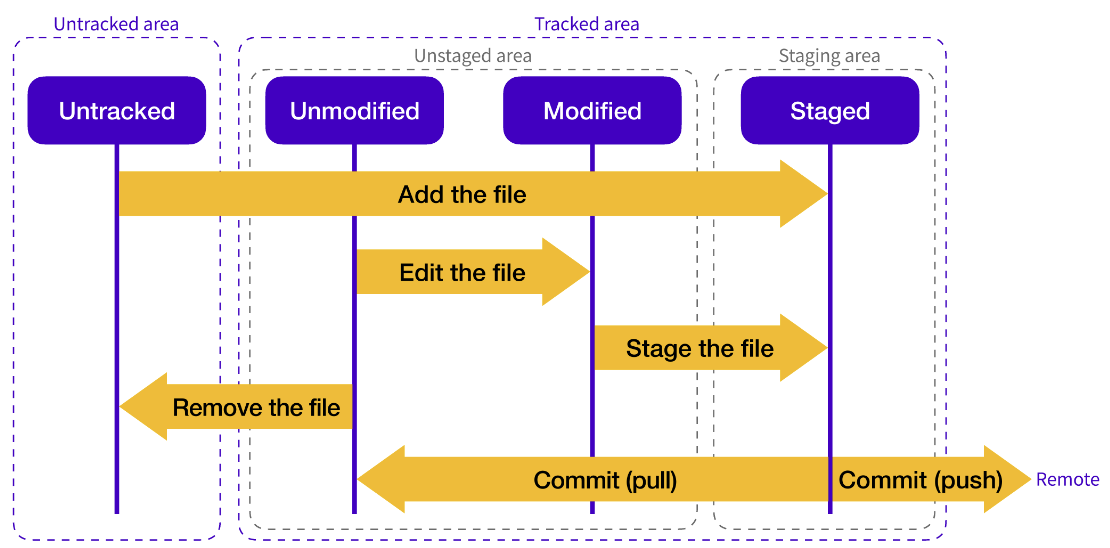 Untracked area
Tracked area
Unstaged area
Staging area
Untracked
Unmodified
Modified
Staged
Add the file
Edit the file
Stage the file
Remove the file
Commit (pull)
Commit (push)
Remote